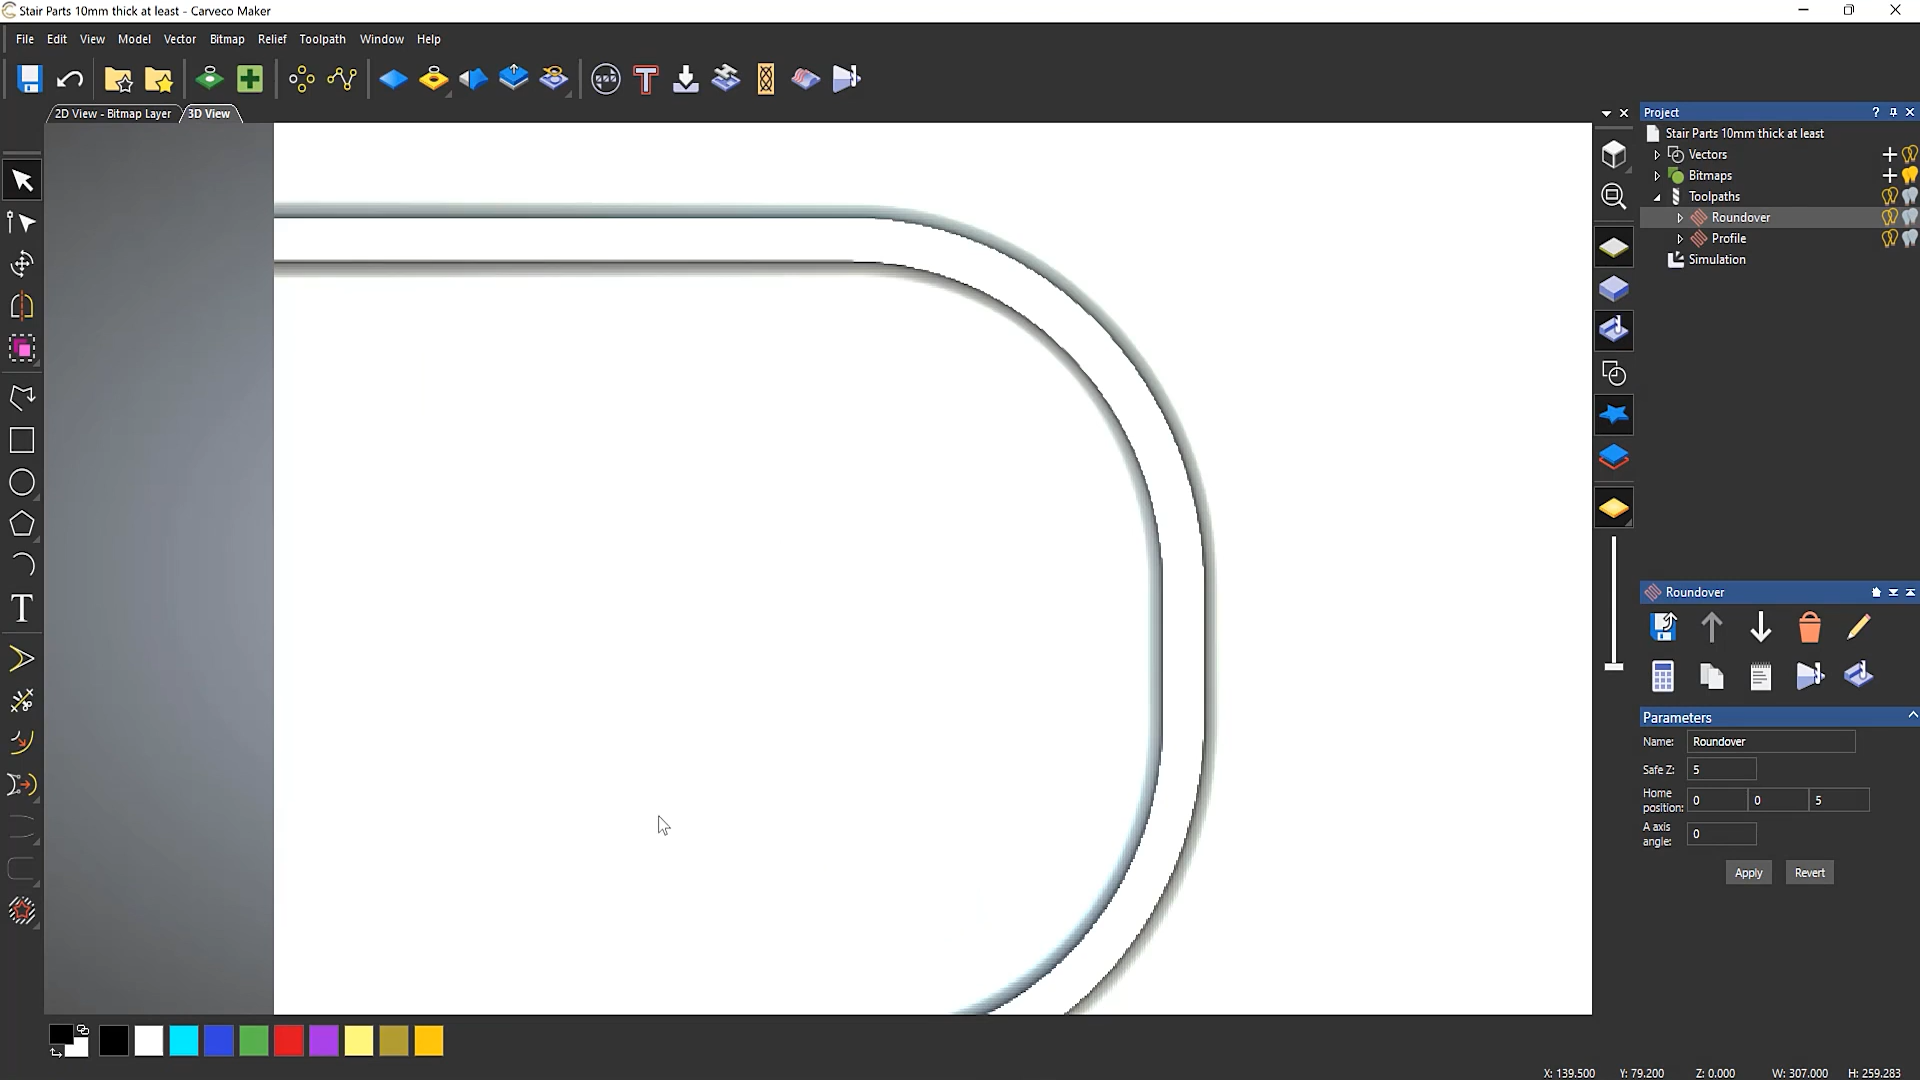 Stair Parts 10mm thick at least - Carveco Maker
File Edit View Model Vector Bitmap Relief Toolpath Window Help
2D View - Bitmap Layer 3D View
Project
Stair Parts 10mm thick at least
Vectors
Bitmaps
Toolpaths
Roundover
Profile
Simulation
Roundover
Parameters
Name: Roundover
Safe Z: 5
Home position: 0 0 5
A axis angle: 0
Apply Revert
X: 139.500 Y: 79.200 Z: 0.000 W: 307.000 H: 259.283